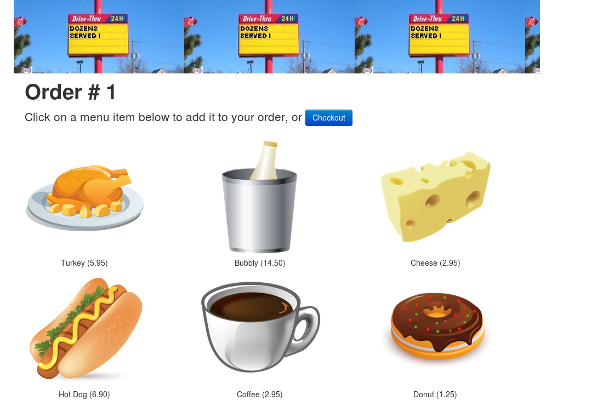 Drive-Thru 24H Drive-Thru 24H Drive-Thru 24H
DOZENS DOZENS DOZENS
SERVED! SERVED! SERVED!
Order # 1
Click on a menu item below to add it to your order, or Checkout
Turkey (5.95) Bubbly (14.50) Cheese (2.95)
Hot Dog (6.90) Coffee (2.95) Donut (1.25)